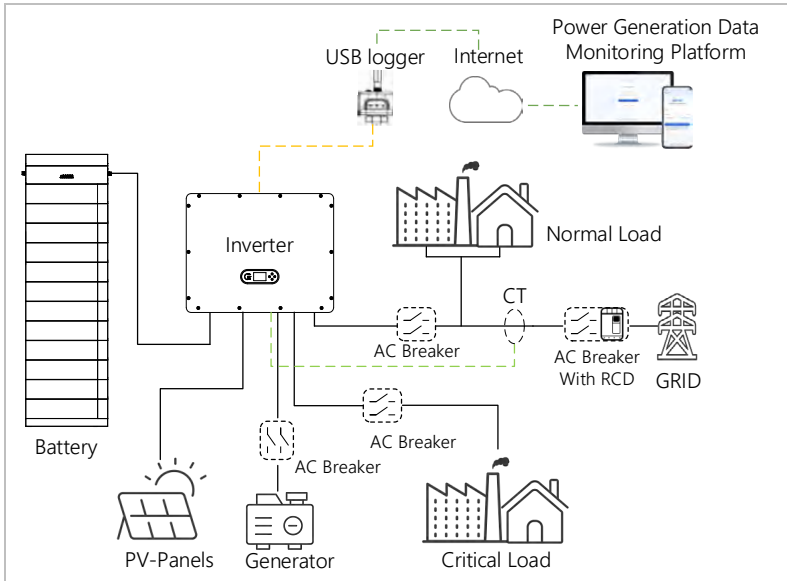 Power Generation Data
Monitoring Platform
USB logger
Internet
Inverter
Normal Load
CT
AC Breaker
AC Breaker
With RCD
GRID
Battery
AC Breaker
AC Breaker
PV-Panels
Generator
Critical Load